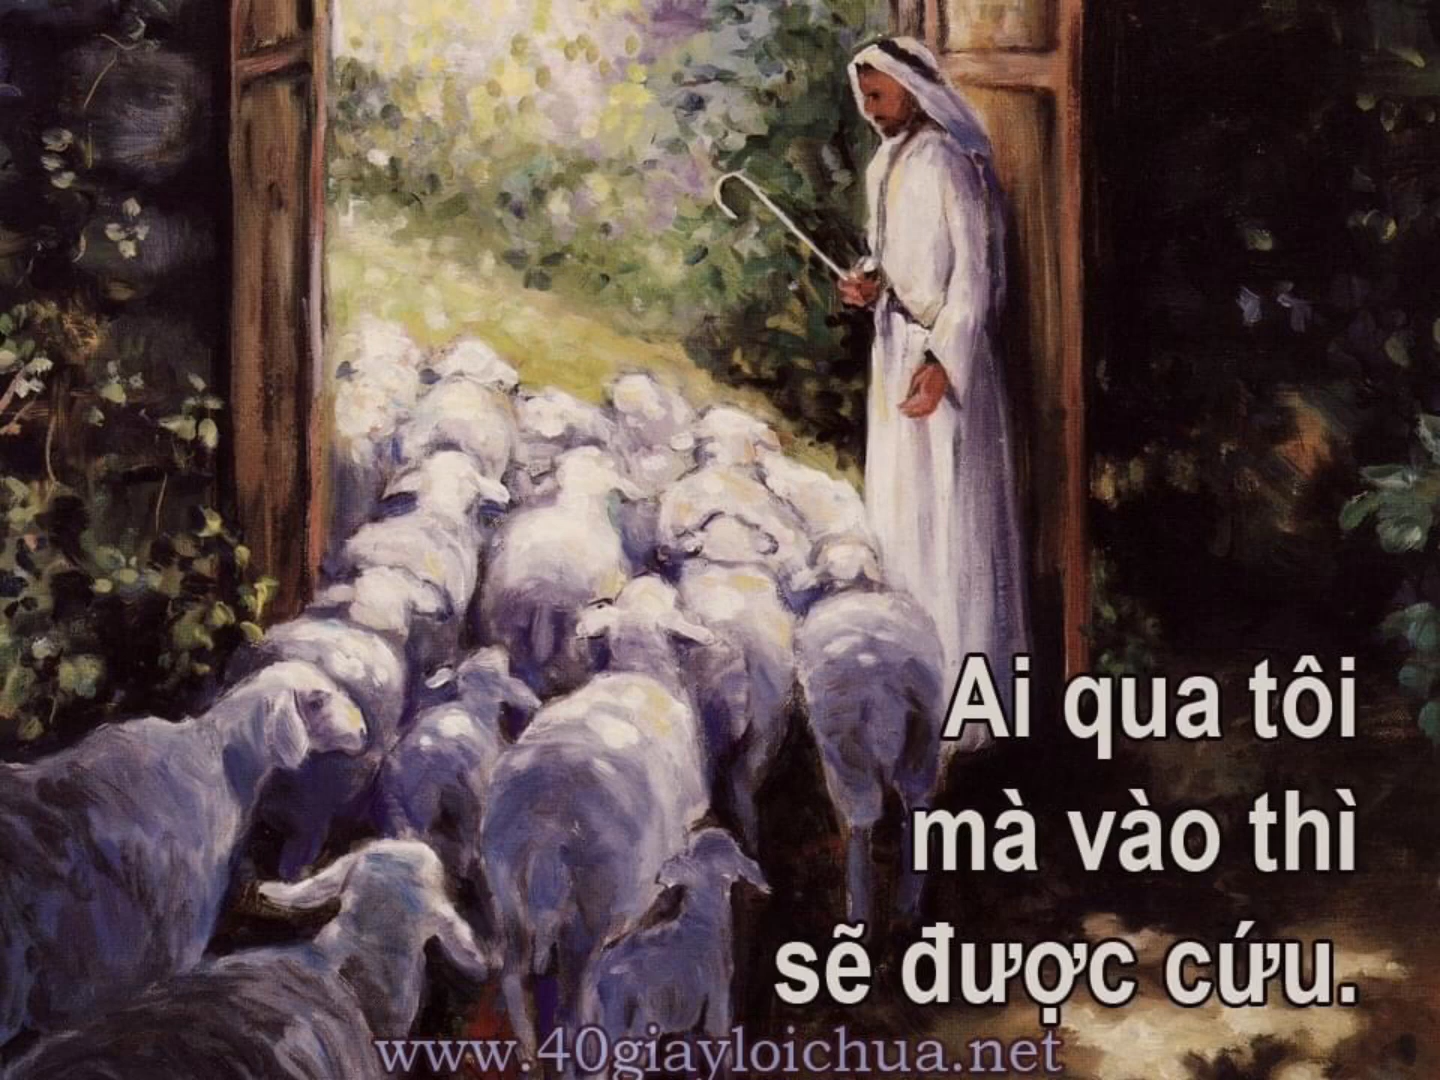 Ai qua tôi
mà vào thì
sẽ được cứu.
www.40giayloichua.net